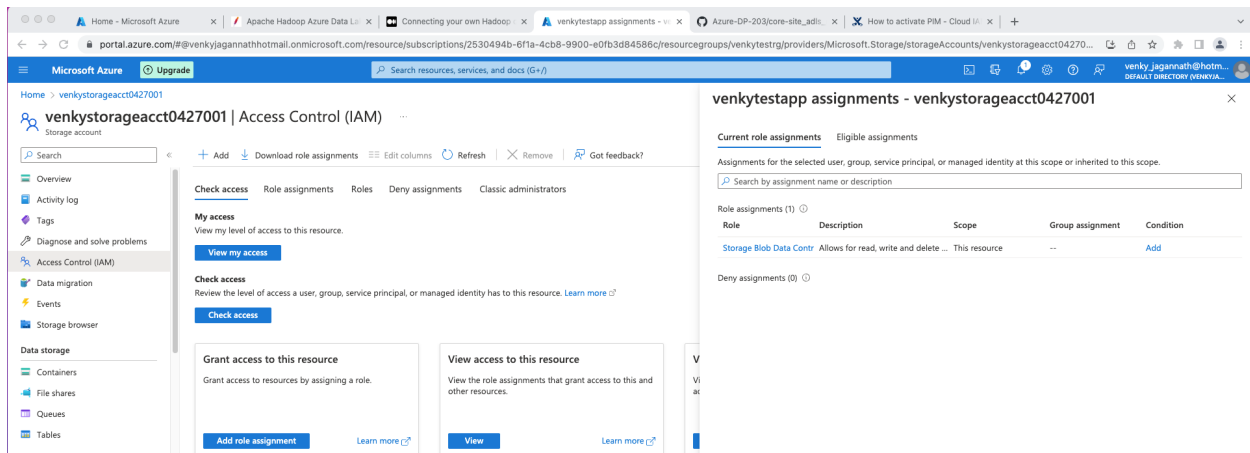 Home - Microsoft Azure
Apache Hadoop Azure Data La
Connecting your own Hadoop
venkytestapp assignments - ve
Azure-DP-203/core-site_adls_
How to activate PIM - Cloud IA
portal.azure.com/#@venkyjagannathhotmail.onmicrosoft.com/resource/subscriptions/2530494b-6f1a-4cb8-9900-e0fb3d84586c/resourcegroups/venkytestrg/providers/Microsoft.Storage/storageAccounts/venkystorageacct04270...
Microsoft Azure
Upgrade
Search resources, services, and docs (G+/)
1
venky_jagannath@hotm...
DEFAULT DIRECTORY (VENKYJA...
Home > venkystorageacct0427001
venkystorageacct0427001 | Access Control (IAM) ...
Storage account
Search
Overview
Activity log
Tags
Diagnose and solve problems
Access Control (IAM)
Data migration
Events
Storage browser
Data storage
Containers
File shares
Queues
Tables
+ Add Download role assignments Edit columns Refresh Remove Got feedback?
Check access Role assignments Roles Deny assignments Classic administrators
My access
View my level of access to this resource.
View my access
Check access
Review the level of access a user, group, service principal, or managed identity has to this resource. Learn more
Check access
Grant access to this resource
Grant access to resources by assigning a role.
Add role assignment Learn more
View access to this resource
View the role assignments that grant access to this and
other resources.
View Learn more
venkytestapp assignments - venkystorageacct0427001
Current role assignments Eligible assignments
Assignments for the selected user, group, service principal, or managed identity at this scope or inherited to this scope.
Search by assignment name or description
Role assignments (1)
Role Description Scope Group assignment Condition
Storage Blob Data Contr Allows for read, write and delete ... This resource -- Add
Deny assignments (0)